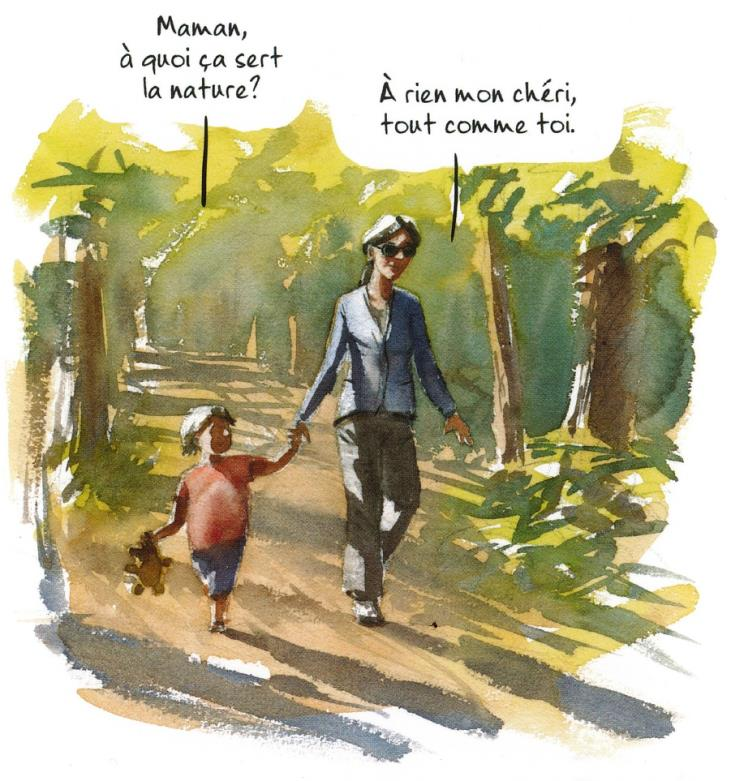 Maman,
à quoi ça sert
la nature?
À rien mon chéri,
tout comme toi.